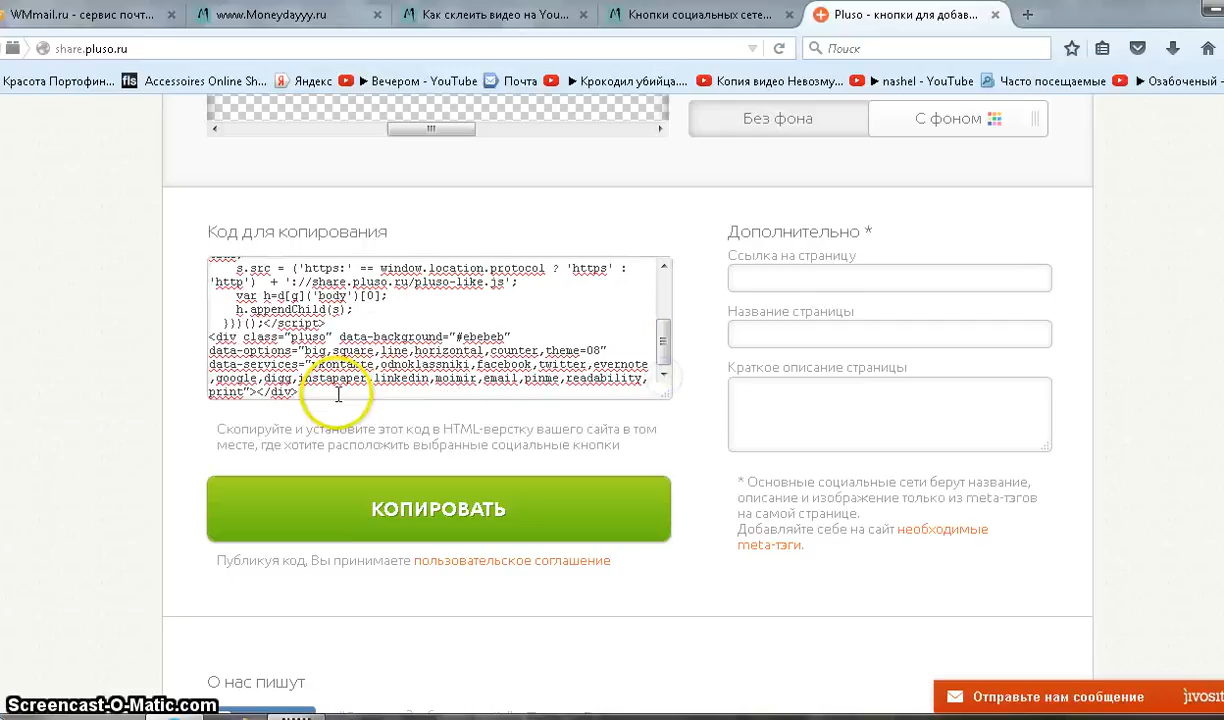 WMmail.ru - сервис почт...
www.Moneydayyy.ru
Как склеить видео на You...
Кнопки социальных сете...
Pluso - кнопки для добав...
share.pluso.ru
Поиск
Красота Портофин...
fls
Accessoires Online Sh...
Яндекс
▶ Вечером - YouTube
Почта
▶ Крокодил убийца....
Копия видео Невозму...
▶ nashel - YouTube
Часто посещаемые
▶ Озабоченый -
Без фона
С фоном
Код для копирования
s.src = ('https:' == window.location.protocol ? 'https' :
'http') + '://share.pluso.ru/pluso-like.js';
var h=d[g]('body')[0];
h.appendChild(s);
}})();</script>
<div class="pluso" data-background="#ebebeb"
data-options="big,square,line,horizontal,counter,theme=08"
data-services="vkontakte,odnoklassniki,facebook,twitter,evernote
,google,digg,instapaper,linkedin,moimir,email,pinme,readability,
print"></div>
Скопируйте и установите этот код в HTML-верстку вашего сайта в том
месте, где хотите расположить выбранные социальные кнопки
КОПИРОВАТЬ
Публикуя код, Вы принимаете пользовательское соглашение
Дополнительно *
Ссылка на страницу
Название страницы
Краткое описание страницы
* Основные социальные сети берут название,
описание и изображение только из meta-тэгов
на самой странице.
Добавляйте себе на сайт необходимые
meta-тэги.
О нас пишут
Отправьте нам сообщение
jivosit
Screencast-O-Matic.com